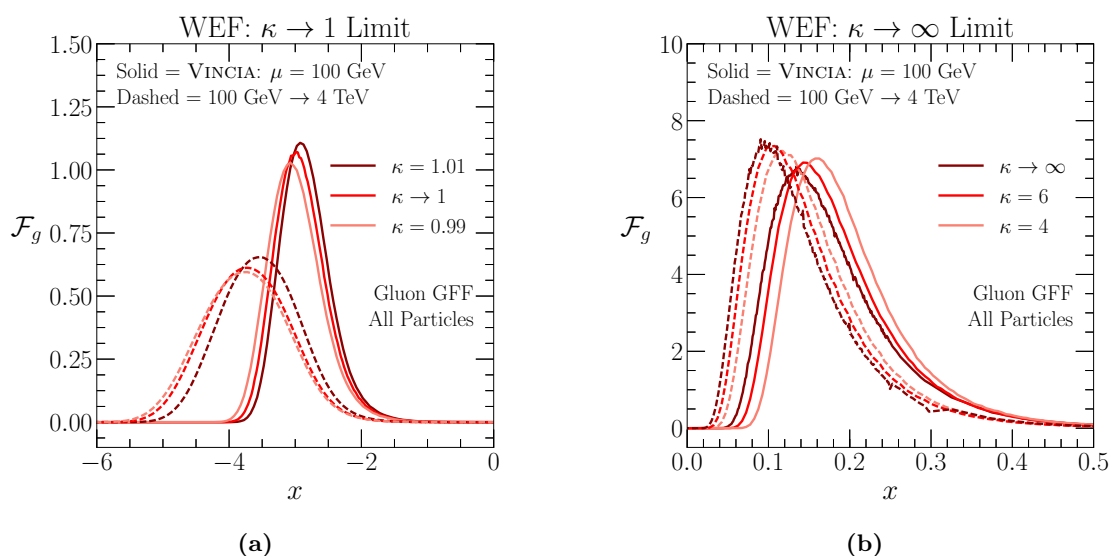 WEF: κ → 1 Limit
1.50
1.25
1.00
0.75
0.50
0.25
0.00
F_g
Solid = VINCIA: μ = 100 GeV
Dashed = 100 GeV → 4 TeV
κ = 1.01
κ → 1
κ = 0.99
Gluon GFF
All Particles
−6 −4 −2 0
x
(a)
WEF: κ → ∞ Limit
10
8
6
4
2
0
F_g
Solid = VINCIA: μ = 100 GeV
Dashed = 100 GeV → 4 TeV
κ → ∞
κ = 6
κ = 4
Gluon GFF
All Particles
0.0 0.1 0.2 0.3 0.4 0.5
x
(b)